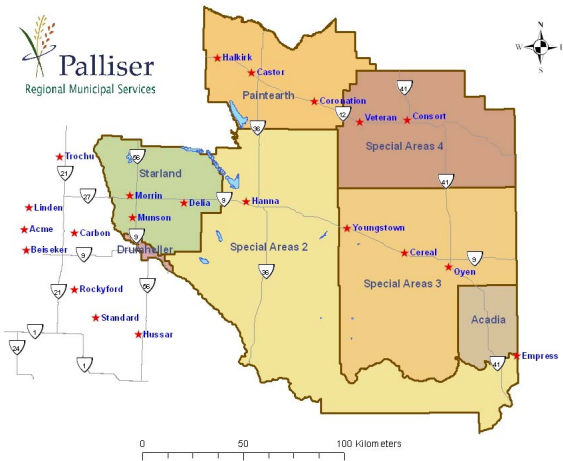 Palliser
Regional Municipal Services
N
W
E
S
Halkirk
Castor
Paintearth
Coronation
41
12
Veteran
Consort
36
Special Areas 4
Trochu
56
21
Starland
41
27
Morrin
Delia
9
Hanna
Linden
Munson
Acme
Carbon
9
Youngstown
Beiseker
9
Drumheller
Special Areas 2
Cereal
9
Oyen
36
Rockyford
21
56
Special Areas 3
Standard
Acadia
1
Hussar
24
Empress
1
41
0
50
100 Kilometers